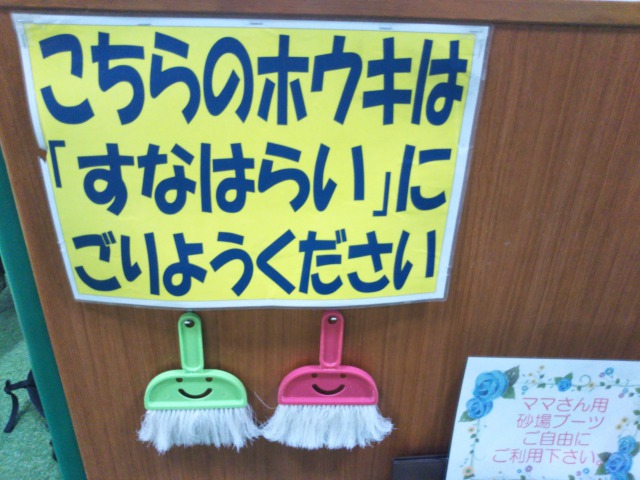 こちらのホウキは
「すなはらい」に
ごりようください
ママさん用
砂場ブーツ
ご自由に
ご利用下さい。